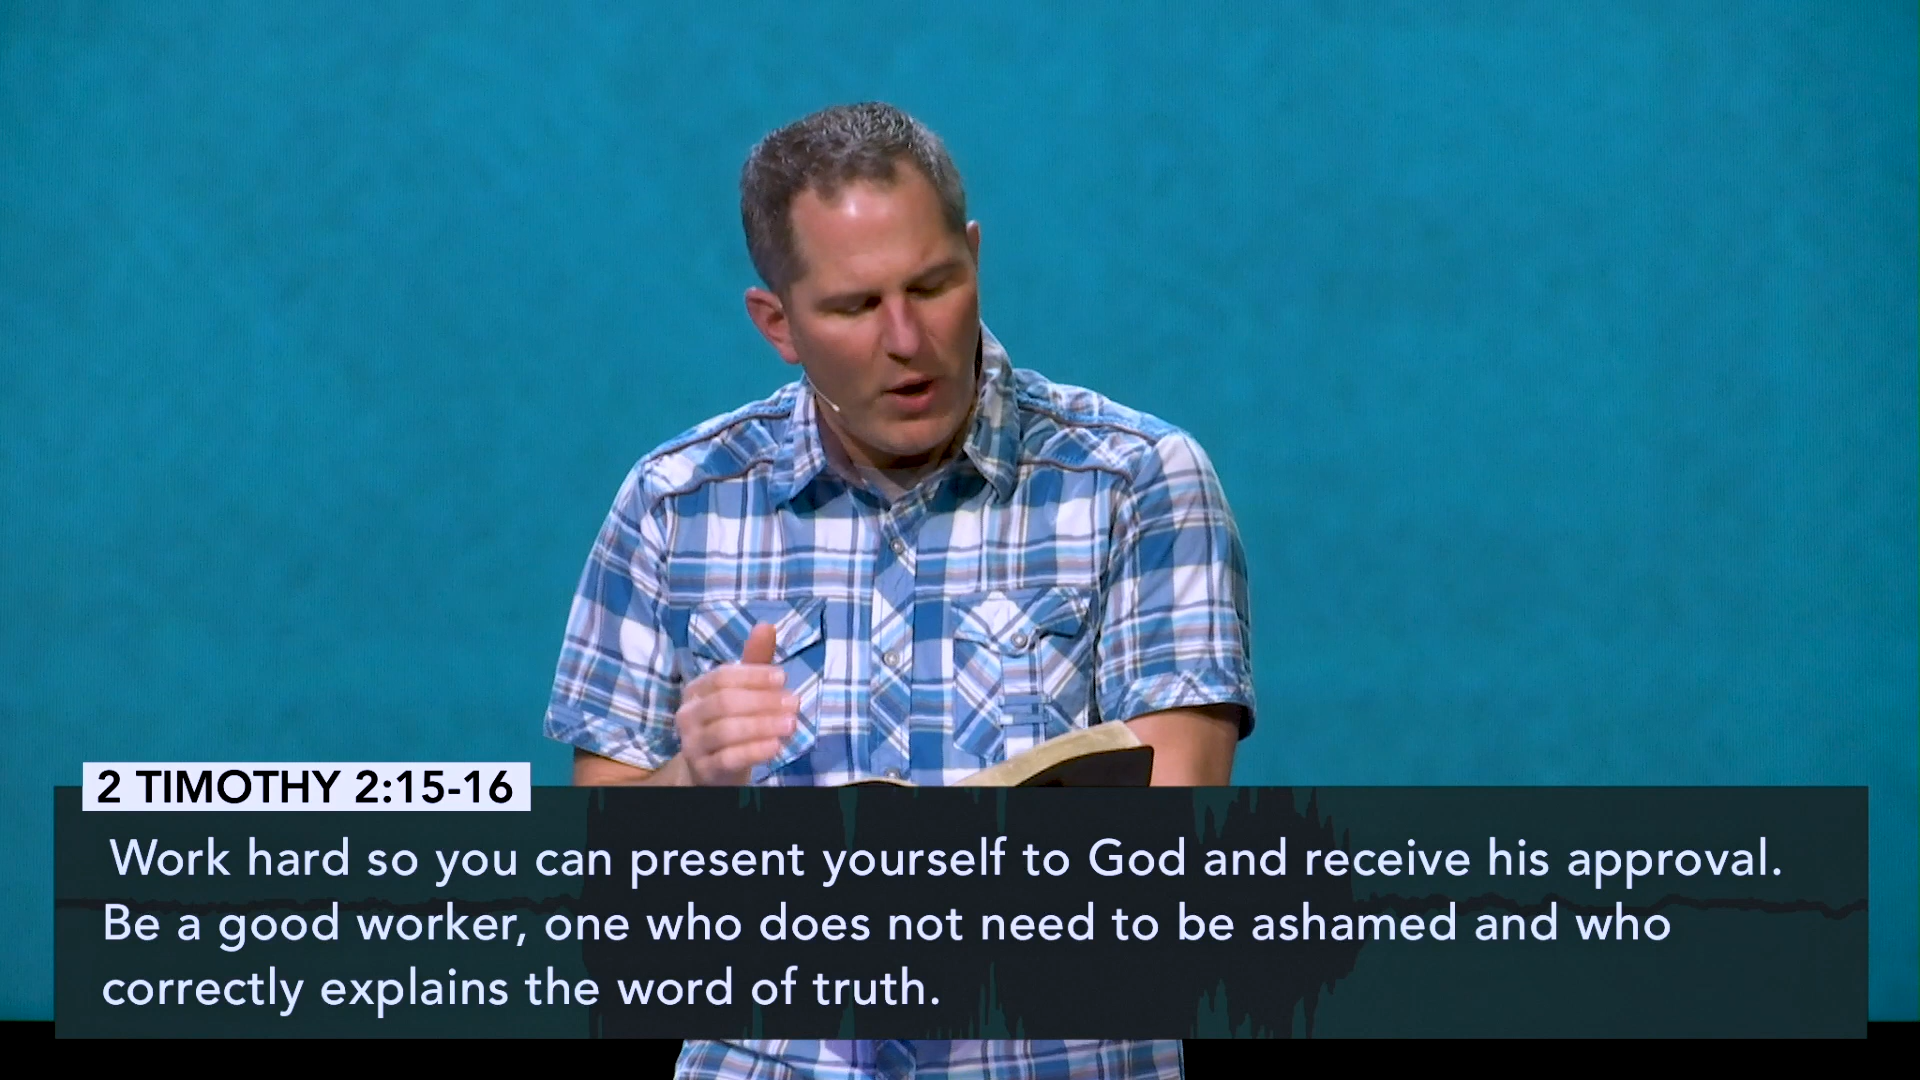 2 TIMOTHY 2:15-16
Work hard so you can present yourself to God and receive his approval.
Be a good worker, one who does not need to be ashamed and who
correctly explains the word of truth.